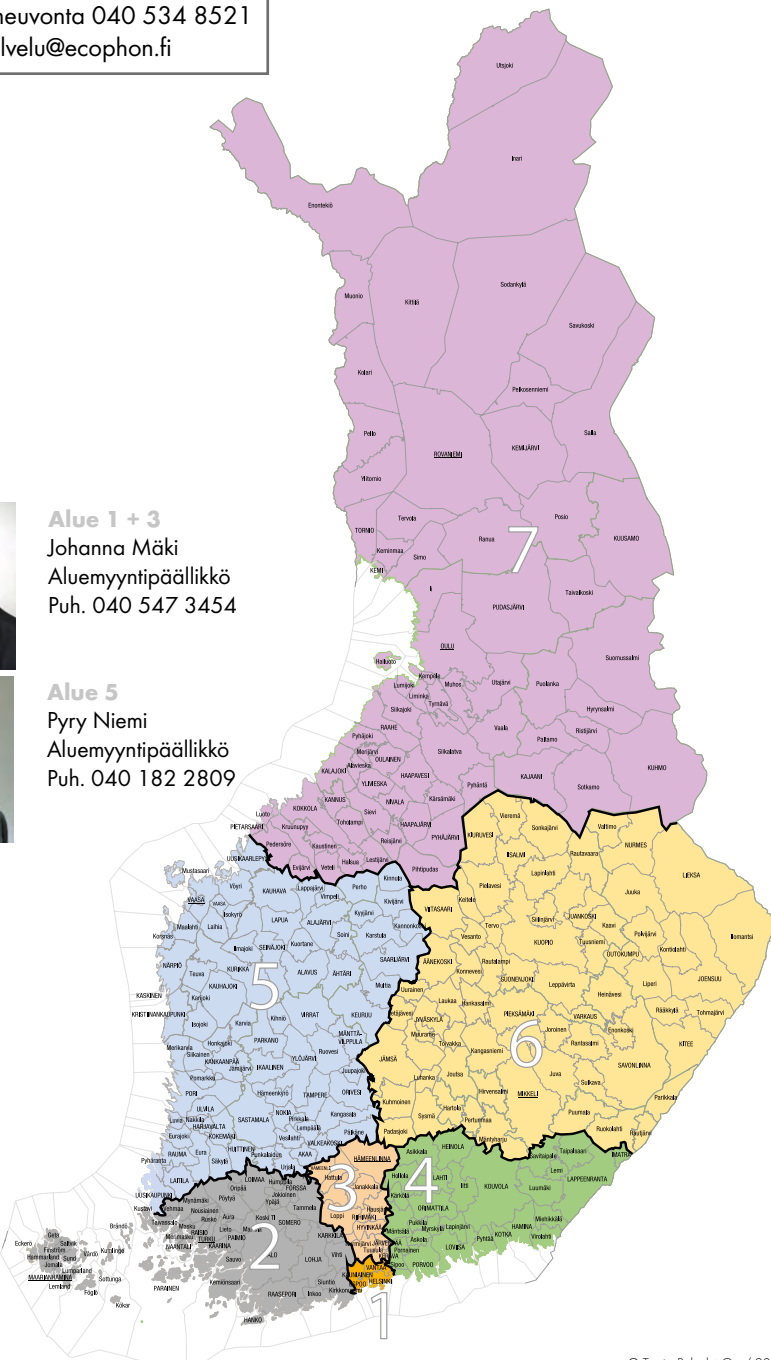 neuvonta 040 534 8521
lvelu@ecophon.fi
Utsjoki
Inari
Enontekiö
Muonio
Kittilä
Sodankylä
Savukoski
Kolari
Pelkosenniemi
Pello
ROVANIEMI
KEMIJÄRVI
Salla
Ylitornio
Alue 1 + 3
Johanna Mäki
Aluemyyntipäällikkö
Puh. 040 547 3454
TORNIO
Tervola
Keminmaa
KEMI
Simo
Ranua
Posio
KUUSAMO
7
Ii
PUDASJÄRVI
Taivalkoski
OULU
Hailuoto
Kempele
Lumijoki
Liminka
Tyrnävä
Muhos
Utajärvi
Puolanka
Suomussalmi
Hyrynsalmi
Alue 5
Pyry Niemi
Aluemyyntipäällikkö
Puh. 040 182 2809
Siikajoki
RAAHE
Pyhäjoki
Merijärvi
Alavieska
OULAINEN
Siikalatva
Vaale
Paltamo
Ristijärvi
KALAJOKI
YLIVIESKA
HAAPAVESI
Pyhäntä
KAJAANI
Sotkamo
KUHMO
KANNUS
KOKKOLA
Sievi
NIVALA
Kärsämäki
Luoto
PIETARSAARI
Kruunupyy
Toholampi
HAAPAJÄRVI
PYHÄJÄRVI
Pedersöre
Kaustinen
Reisjärvi
UUSIKAARLEPYY
Evijärvi
Veteli
Halsua
Lestijärvi
Pihtipudas
KIURUVESI
Vieremä
Sonkajärvi
IISALMI
Rautavaara
Valtimo
NURMES
LIEKSA
Mustasaari
VAASA
Vöyri
KAUHAVA
Lappajärvi
Vimpeli
Perho
Kinnula
Kivijärvi
Isokyrö
LAPUA
ALAJÄRVI
Kyyjärvi
Kannonkoski
Korsnäs
Maalahti
Laihia
Ilmajoki
SEINÄJOKI
Kuortane
Soini
Karstula
SAARIJÄRVI
NÄRPIÖ
Teuva
KURIKKA
KAUHAJOKI
ALAVUS
ÄHTÄRI
Multia
5
KASKINEN
KRISTIINANKAUPUNKI
Karijoki
Isojoki
Karvia
Kihniö
VIRRAT
KEURUU
Honkajoki
PARKANO
MÄNTTÄ-
VILPPULA
Merikarvia
Siikainen
KANKAANPÄÄ
Jämijärvi
IKAALINEN
YLÖJÄRVI
Ruovesi
Juupajoki
Pomarkku
PORI
Hämeenkyrö
TAMPERE
ORIVESI
ULVILA
Luvia
Nakkila
HARJAVALTA
SASTAMALA
NOKIA
Pirkkala
Kangasala
Eurajoki
KOKEMÄKI
Lempäälä
Vesilahti
Pälkäne
RAUMA
Eura
HUITTINEN
Punkalaidun
AKAA
VALKEAKOSKI
Pyhäranta
Säkylä
Urjala
LAITILA
UUSIKAUPUNKI
VIITASAARI
Keitele
Pielavesi
Lapinlahti
Juuka
Vesanto
Tervo
Siilinjärvi
JUANKOSKI
Kaavi
Polvijärvi
Kontiolahti
Ilomantsi
KUOPIO
Tuusniemi
OUTOKUMPU
JOENSUU
ÄÄNEKOSKI
Konnevesi
Rautalampi
SUONENJOKI
Leppävirta
Heinävesi
Liperi
Uurainen
Laukaa
Hankasalmi
Rääkkylä
Tohmajärvi
Petäjävesi
JYVÄSKYLÄ
PIEKSÄMÄKI
VARKAUS
Enonkoski
KITEE
Muurame
Toivakka
Joroinen
Rantasalmi
6
JÄMSÄ
Kangasniemi
SAVONLINNA
Luhanka
Joutsa
Juva
Sulkava
Parikkala
Kuhmoinen
Hartola
Hirvensalmi
MIKKELI
Puumala
Sysmä
Pertunmaa
Padasjoki
Mäntyharju
Ruokolahti
Rautjärvi
IMATRA
Taipalsaari
Savitaipale
Asikkala
HEINOLA
Lemi
LAPPEENRANTA
Hollola
LAHTI
Iitti
KOUVOLA
Luumäki
4
Kärkölä
ORIMATTILA
Miehikkälä
Pukkila
Myrskylä
Lapinjärvi
HAMINA
Virolahti
Mäntsälä
Askola
Pyhtää
KOTKA
Pornainen
LOVIISA
Sipoo
PORVOO
HÄMEENLINNA
Hattula
Janakkala
3
Loppi
RIIHIMÄKI
Hausjärvi
HYVINKÄÄ
Nurmijärvi
Tuusula
LOIMAA
Humppila
FORSSA
Jokioinen
Ypäjä
Tammela
Oripää
Pöytyä
Koski Tl
SOMERO
Mynämäki
Nousiainen
Rusko
Aura
Lieto
Vehmaa
Kustavi
Taivassalo
Masku
RAISIO
TURKU
NAANTALI
KAARINA
PAIMIO
KARKKILA
Vihti
LOHJA
2
Sauvo
Kemiönsaari
PARAINEN
Siuntio
Inkoo
RAASEPORI
HANKO
VANTAA
HELSINKI
1
Brändö
Geta
Saltvik
Eckerö
Finström
Hammarland
Sund
Vårdö
Kumlinge
Jomala
MAARIANHAMINA
Lumparland
Lemland
Föglö
Sottunga
Kökar